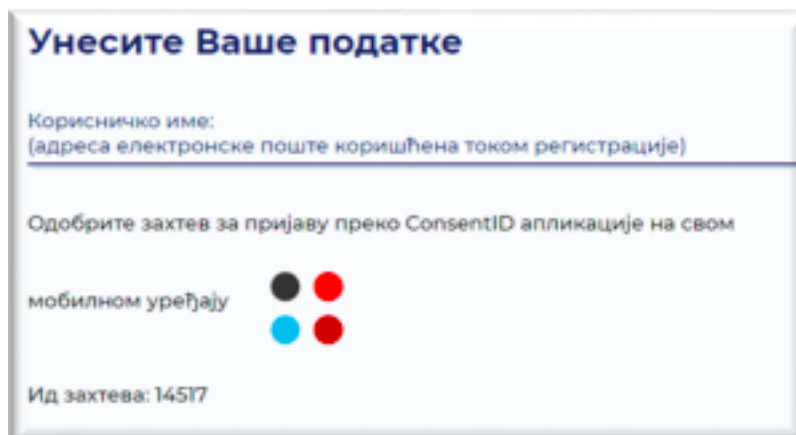 Унесите Ваше податке
Корисничко име:
(адреса електронске поште коришћена током регистрације)
Одобрите захтев за пријаву преко ConsentID апликације на свом
мобилном уређају
Ид захтева: 14517